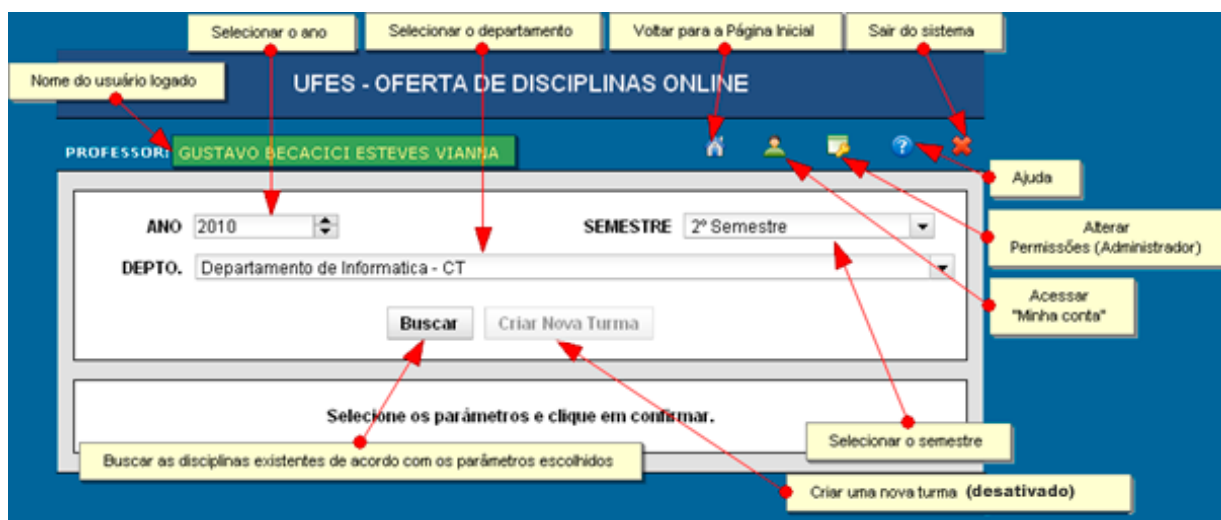 Selecionar o ano
Selecionar o departamento
Voltar para a Página Inicial
Sair do sistema
Nome do usuário logado
UFES - OFERTA DE DISCIPLINAS ONLINE
PROFESSOR: GUSTAVO BECACICI ESTEVES VIANNA
Ajuda
ANO 2010
SEMESTRE 2º Semestre
Alterar
Permissões (Administrador)
DEPTO. Departamento de Informatica - CT
Acessar
"Minha conta"
Buscar
Criar Nova Turma
Selecione os parâmetros e clique em confirmar.
Selecionar o semestre
Buscar as disciplinas existentes de acordo com os parâmetros escolhidos
Criar uma nova turma (desativado)